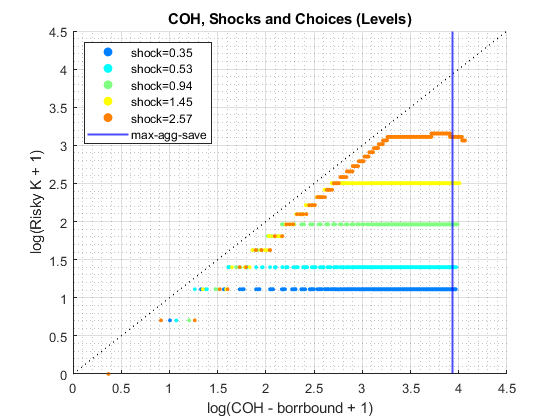 COH, Shocks and Choices (Levels)
4.5
4
3.5
3
2.5
2
1.5
1
0.5
0
log(Risky K + 1)
shock=0.35
shock=0.53
shock=0.94
shock=1.45
shock=2.57
max-agg-save
0 0.5 1 1.5 2 2.5 3 3.5 4 4.5
log(COH - borrbound + 1)